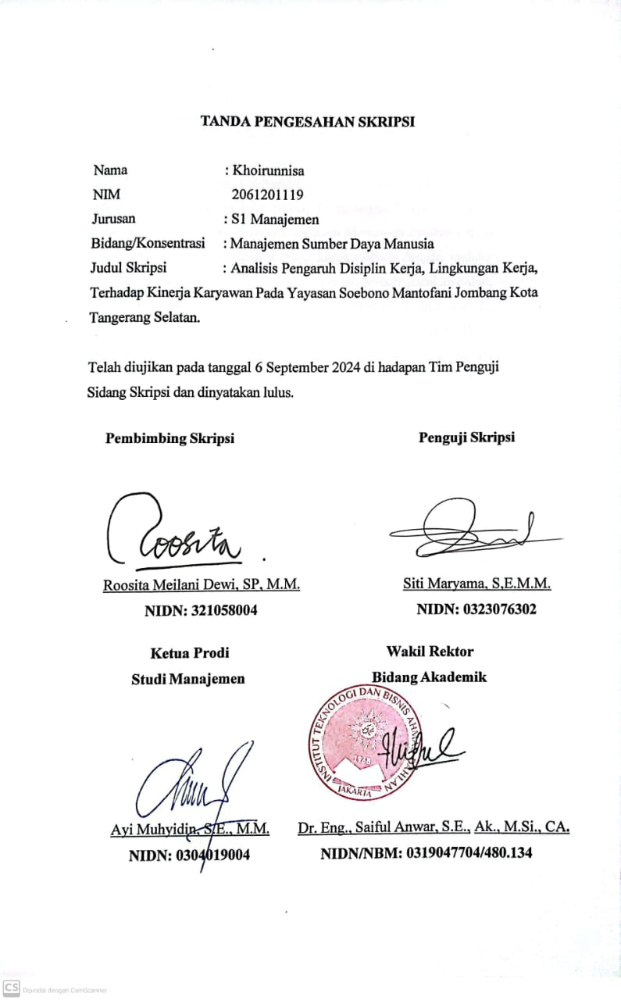 TANDA PENGESAHAN SKRIPSI
Nama : Khoirunnisa
NIM 2061201119
Jurusan : S1 Manajemen
Bidang/Konsentrasi : Manajemen Sumber Daya Manusia
Judul Skripsi : Analisis Pengaruh Disiplin Kerja, Lingkungan Kerja,
Terhadap Kinerja Karyawan Pada Yayasan Soebono Mantofani Jombang Kota
Tangerang Selatan.
Telah diujikan pada tanggal 6 September 2024 di hadapan Tim Penguji
Sidang Skripsi dan dinyatakan lulus.
Pembimbing Skripsi Penguji Skripsi
Roosita
Roosita Meilani Dewi, SP, M.M. Siti Maryama, S,E.M.M.
NIDN: 321058004 NIDN: 0323076302
Ketua Prodi Wakil Rektor
Studi Manajemen Bidang Akademik
INSTITUT TEKNOLOGI DAN BISNIS AHMAD DAHLAN
1968
JAKARTA
Ayi Muhyidin, S.E., M.M. Dr. Eng., Saiful Anwar, S.E., Ak., M.Si., CA.
NIDN: 0304019004 NIDN/NBM: 0319047704/480.134
CS Dipindai dengan CamScanner